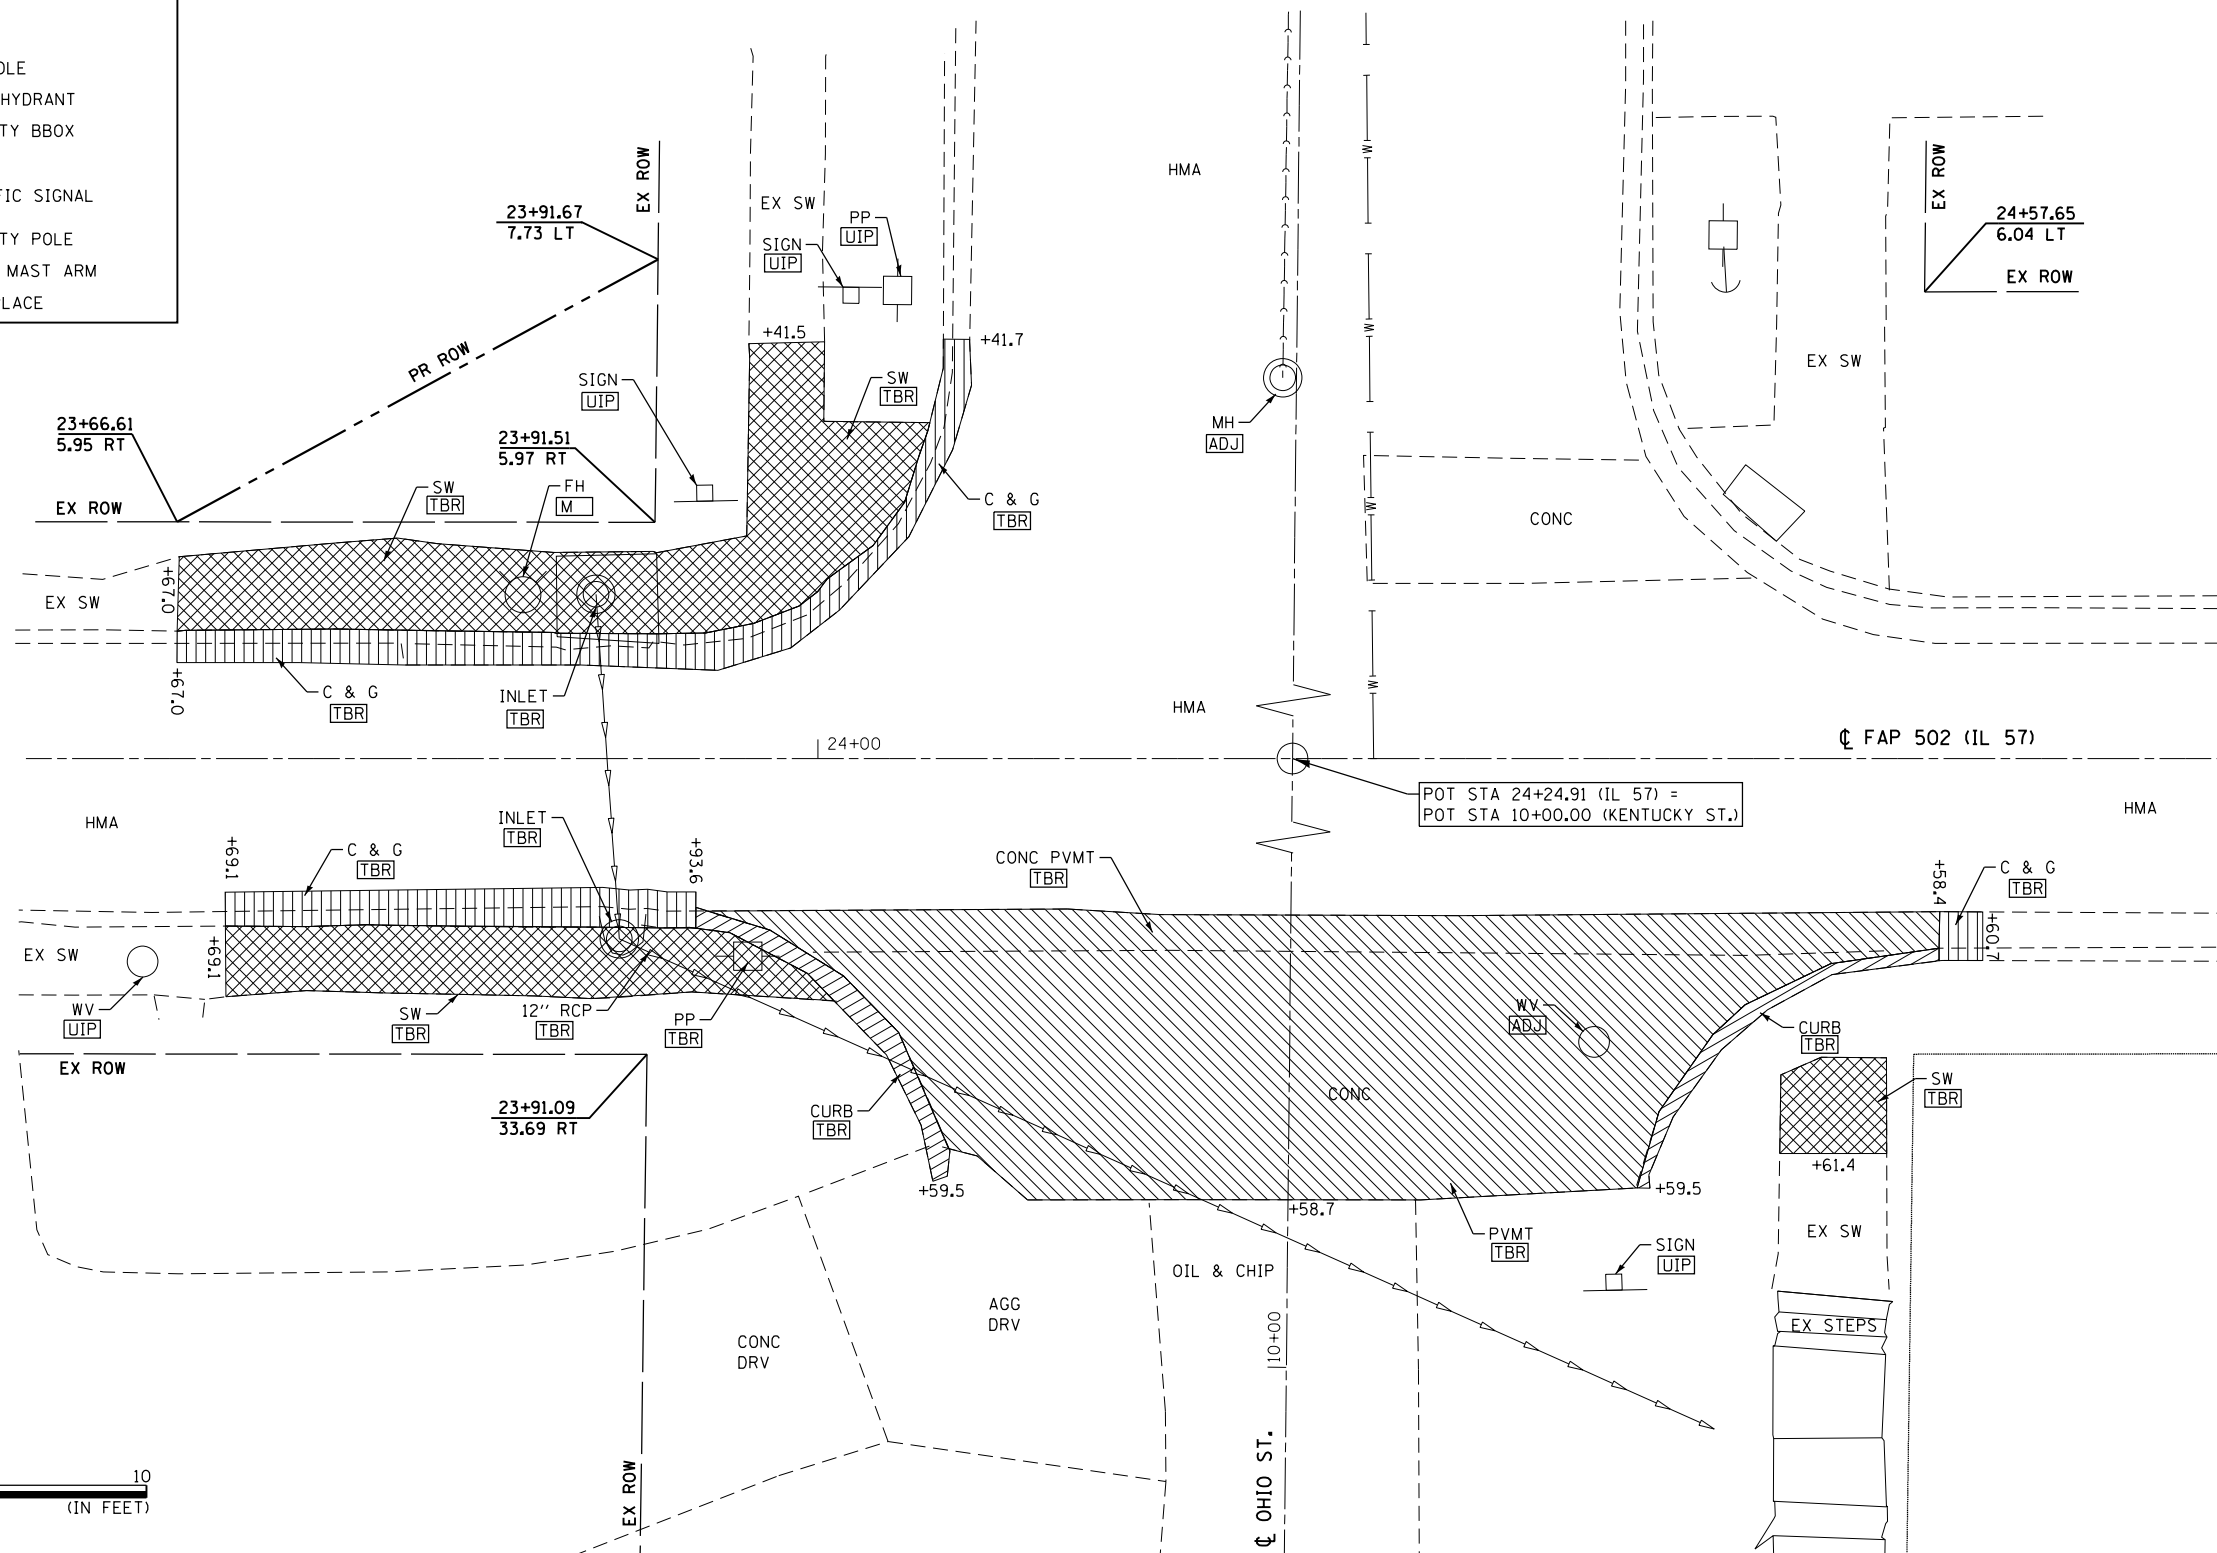 OLE
HYDRANT
TY BBOX
FIC SIGNAL
TY POLE
MAST ARM
LACE
EX ROW
23+91.67
7.73 LT
EX SW
PP
UIP
SIGN
UIP
HMA
W
EX ROW
24+57.65
6.04 LT
EX ROW
+41.5
+41.7
W
PR ROW
SIGN
UIP
SW
TBR
EX SW
23+66.61
5.95 RT
23+91.51
5.97 RT
MH
ADJ
EX ROW
SW
TBR
FH
M
C & G
TBR
W
CONC
+67.0
EX SW
+67.0
C & G
TBR
INLET
TBR
HMA
W
24+00
℄ FAP 502 (IL 57)
POT STA 24+24.91 (IL 57) =
POT STA 10+00.00 (KENTUCKY ST.)
HMA
HMA
INLET
TBR
+69.1
C & G
TBR
+93.6
CONC PVMT
TBR
+58.4
C & G
TBR
EX SW
+69.1
+60.7
WV
UIP
SW
TBR
12'' RCP
TBR
PP
TBR
WV
ADJ
CURB
TBR
EX ROW
CONC
SW
TBR
23+91.09
33.69 RT
CURB
TBR
+61.4
+59.5
+58.7
+59.5
PVMT
TBR
EX SW
SIGN
UIP
OIL & CHIP
AGG
DRV
EX STEPS
CONC
DRV
10+00
℄ OHIO ST.
EX ROW
10
(IN FEET)